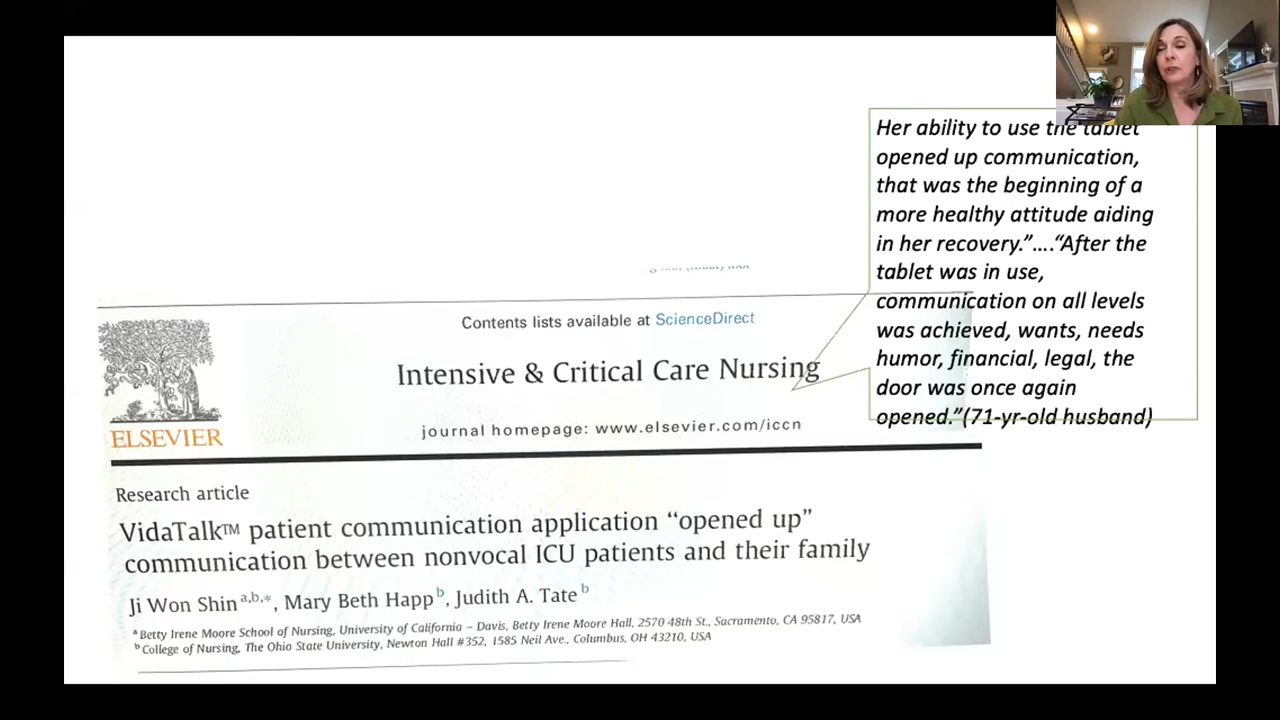 Her ability to use the tablet
opened up communication,
that was the beginning of a
more healthy attitude aiding
in her recovery.”....“After the
tablet was in use,
communication on all levels
was achieved, wants, needs
humor, financial, legal, the
door was once again
opened.”(71-yr-old husband)
Contents lists available at ScienceDirect
Intensive & Critical Care Nursing
journal homepage: www.elsevier.com/iccn
ELSEVIER
Research article
VidaTalk™ patient communication application “opened up”
communication between nonvocal ICU patients and their family
Ji Won Shin a,b,*, Mary Beth Happ b, Judith A. Tate b
a Betty Irene Moore School of Nursing, University of California – Davis, Betty Irene Moore Hall, 2570 48th St., Sacramento, CA 95817, USA
b College of Nursing, The Ohio State University, Newton Hall #352, 1585 Neil Ave., Columbus, OH 43210, USA